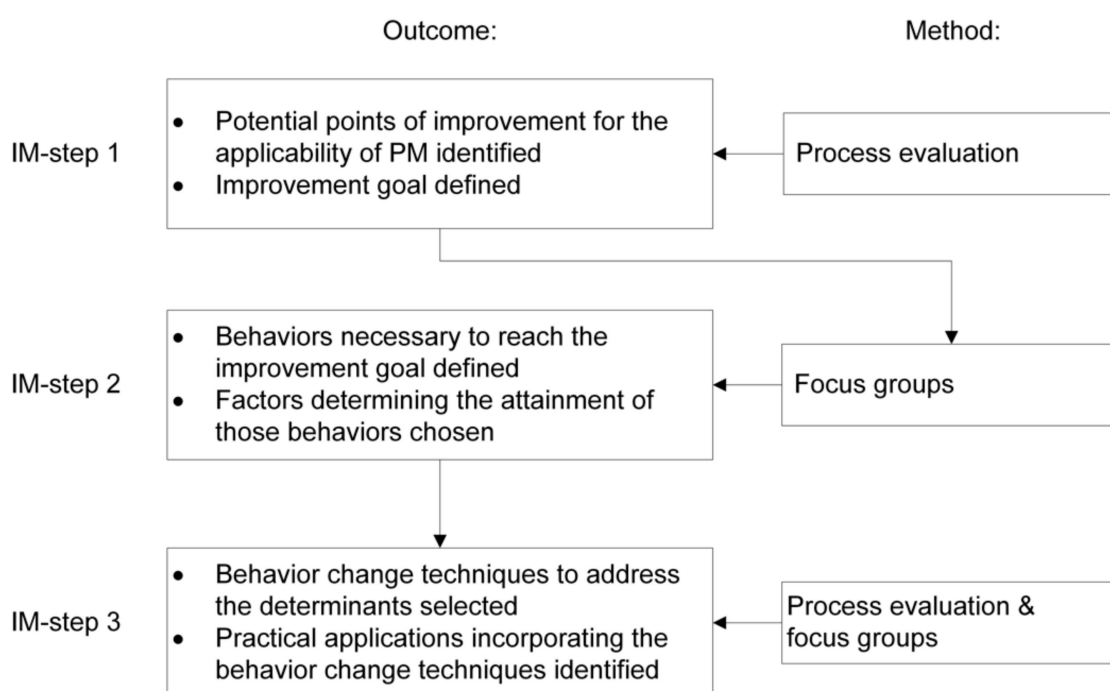 Outcome:
Method:
IM-step 1
• Potential points of improvement for the
applicability of PM identified
• Improvement goal defined
Process evaluation
IM-step 2
• Behaviors necessary to reach the
improvement goal defined
• Factors determining the attainment of
those behaviors chosen
Focus groups
IM-step 3
• Behavior change techniques to address
the determinants selected
• Practical applications incorporating the
behavior change techniques identified
Process evaluation &
focus groups